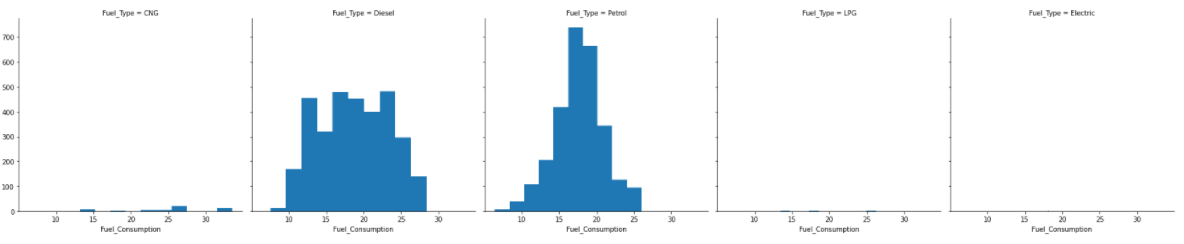 Fuel_Type = CNG Fuel_Type = Diesel Fuel_Type = Petrol Fuel_Type = LPG Fuel_Type = Electric
700
600
500
400
300
200
100
0
10 15 20 25 30 10 15 20 25 30 10 15 20 25 30 10 15 20 25 30 10 15 20 25 30
Fuel_Consumption Fuel_Consumption Fuel_Consumption Fuel_Consumption Fuel_Consumption